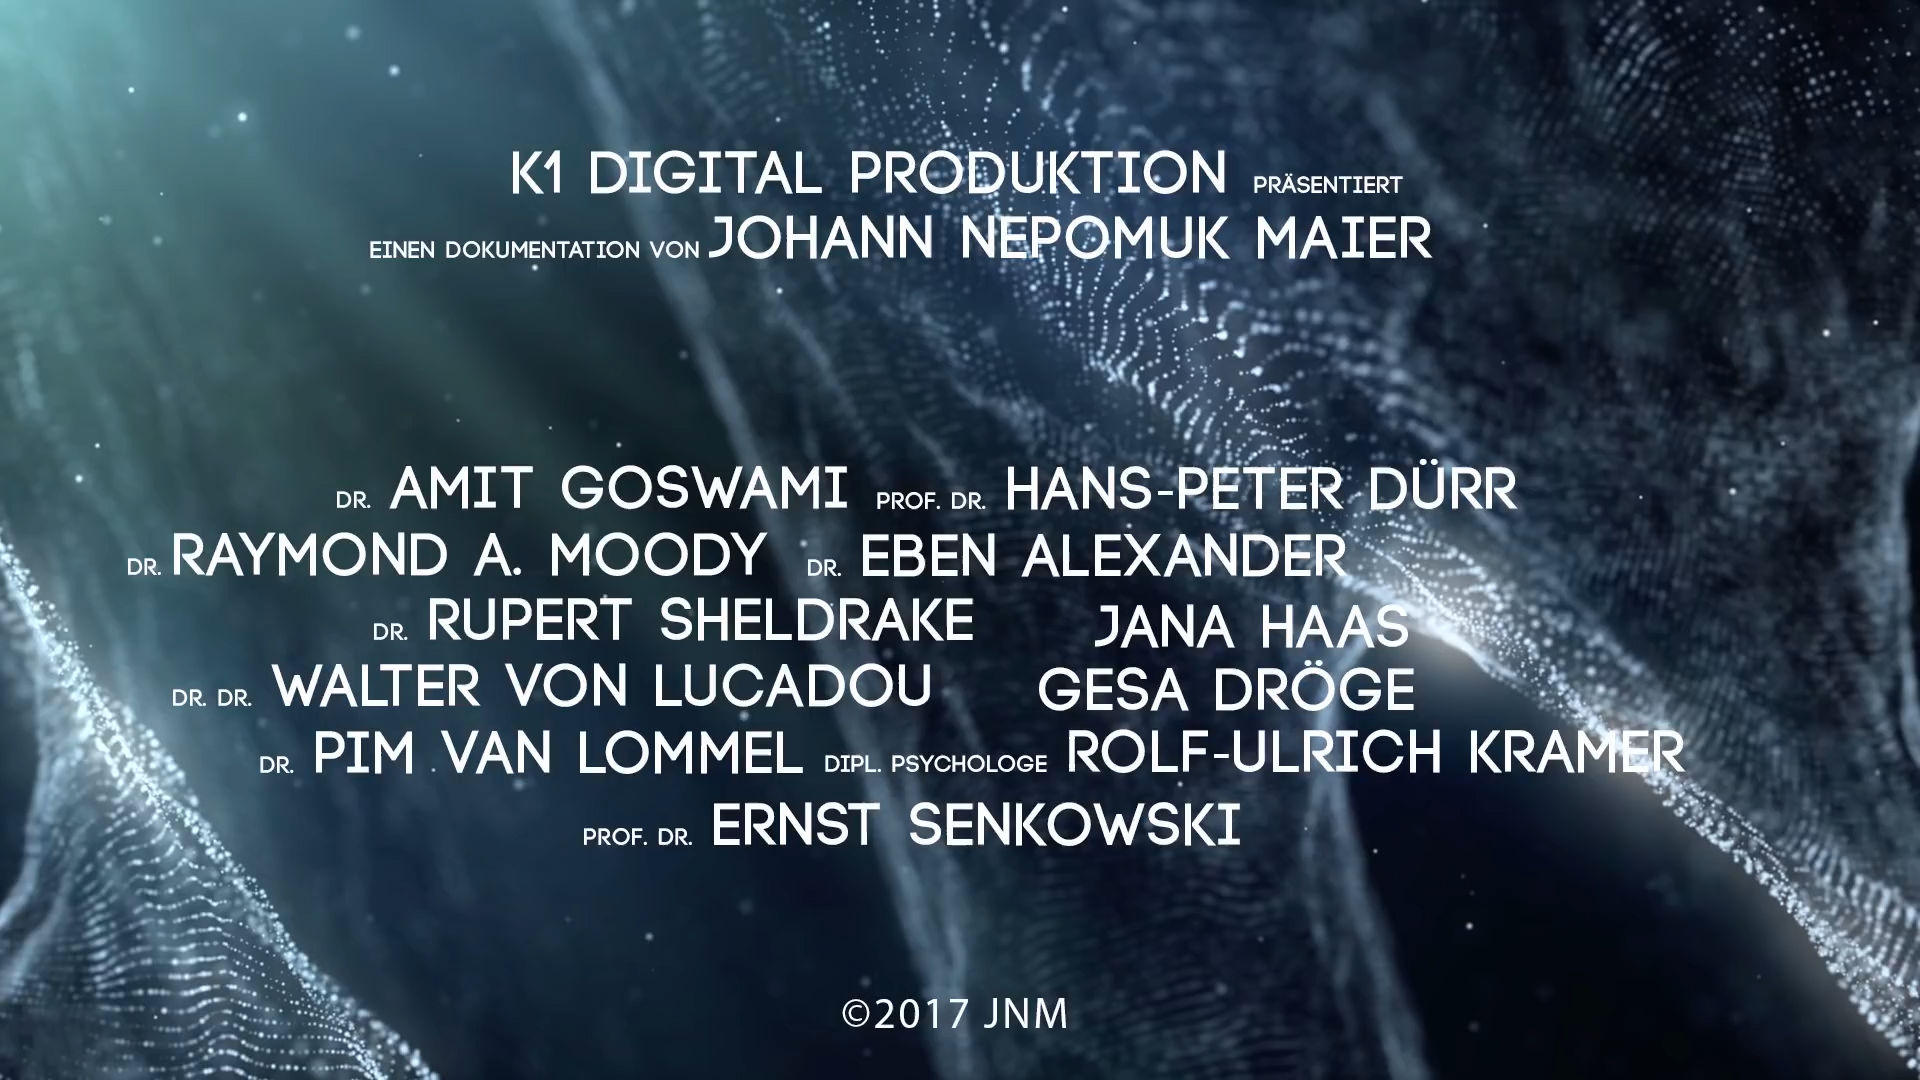 K1 DIGITAL PRODUKTION PRÄSENTIERT
EINEN DOKUMENTATION VON JOHANN NEPOMUK MAIER
DR. AMIT GOSWAMI PROF. DR. HANS-PETER DÜRR
DR. RAYMOND A. MOODY DR. EBEN ALEXANDER
DR. RUPERT SHELDRAKE JANA HAAS
DR. DR. WALTER VON LUCADOU GESA DRÖGE
DR. PIM VAN LOMMEL DIPL. PSYCHOLOGE ROLF-ULRICH KRAMER
PROF. DR. ERNST SENKOWSKI
©2017 JNM